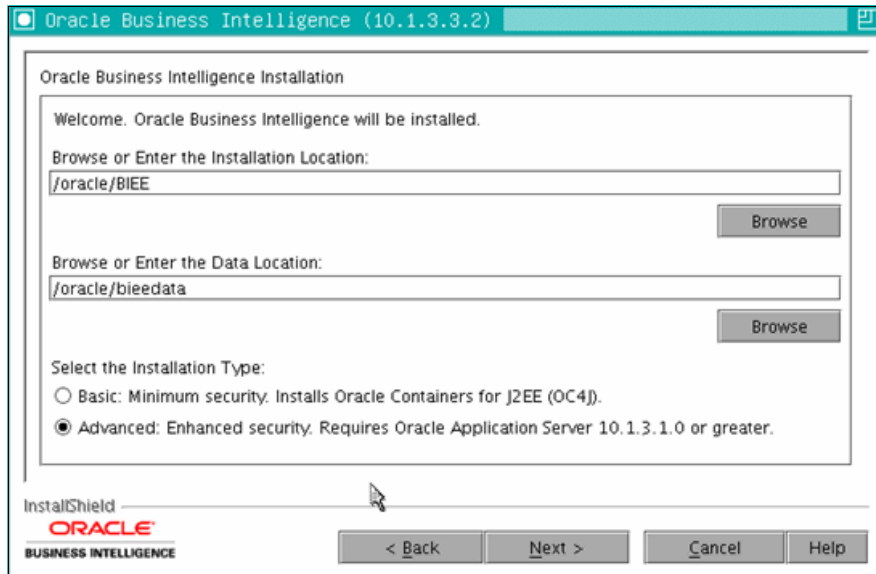 Oracle Business Intelligence (10.1.3.3.2)
Oracle Business Intelligence Installation
Welcome. Oracle Business Intelligence will be installed.
Browse or Enter the Installation Location:
/oracle/BIEE
Browse
Browse or Enter the Data Location:
/oracle/bieedata
Browse
Select the Installation Type:
Basic: Minimum security. Installs Oracle Containers for J2EE (OC4J).
Advanced: Enhanced security. Requires Oracle Application Server 10.1.3.1.0 or greater.
InstallShield
ORACLE
BUSINESS INTELLIGENCE
< Back
Next >
Cancel
Help